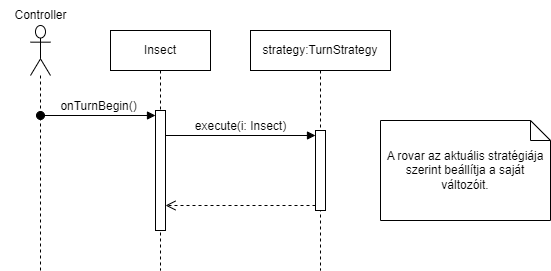 Controller
Insect
strategy:TurnStrategy
onTurnBegin()
execute(i: Insect)
A rovar az aktuális stratégiája
szerint beállítja a saját
változóit.